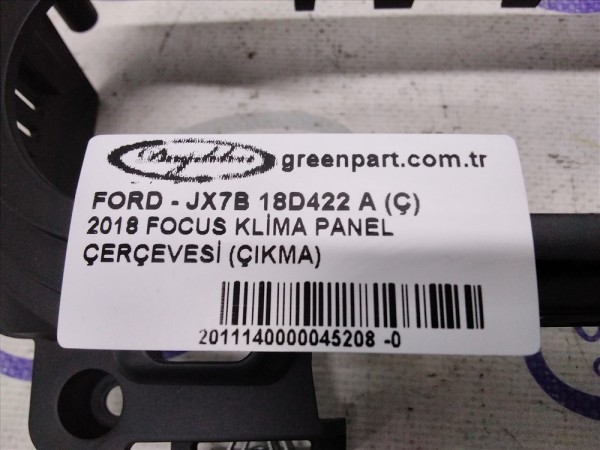 greenpart.com.tr
FORD - JX7B 18D422 A (Ç)
2018 FOCUS KLİMA PANEL
ÇERÇEVESİ (ÇIKMA)
2011140000045208 -0